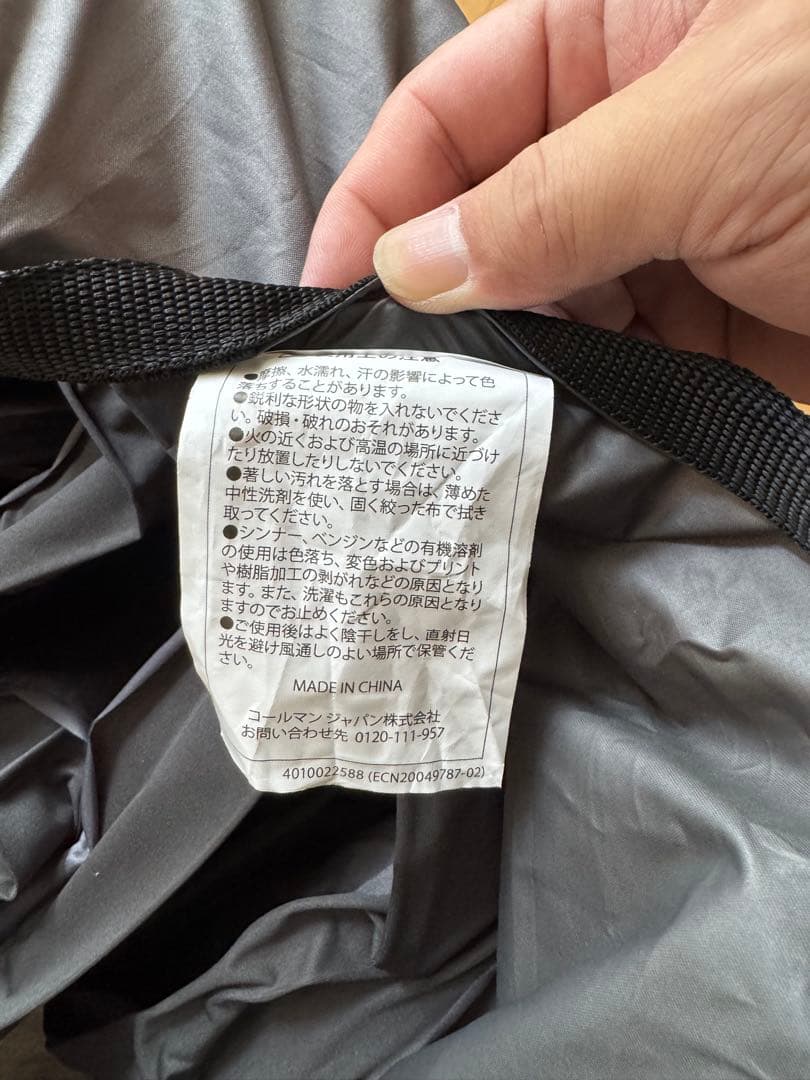 用上の注意
●摩擦、水濡れ、汗の影響によって色
落ちすることがあります。
●鋭利な形状の物を入れないでくださ
い。破損・破れのおそれがあります。
●火の近くおよび高温の場所に近づけ
たり放置したりしないでください。
●著しい汚れを落とす場合は、薄めた
中性洗剤を使い、固く絞った布で拭き
取ってください。
●シンナー、ベンジンなどの有機溶剤
の使用は色落ち、変色およびプリント
や樹脂加工の剥がれなどの原因となり
ます。また、洗濯もこれらの原因となり
ますのでお止めください。
●ご使用後はよく陰干しをし、直射日
光を避け風通しのよい場所で保管くだ
さい。
MADE IN CHINA
コールマン ジャパン株式会社
お問い合わせ先 0120-111-957
4010022588 (ECN20049787-02)